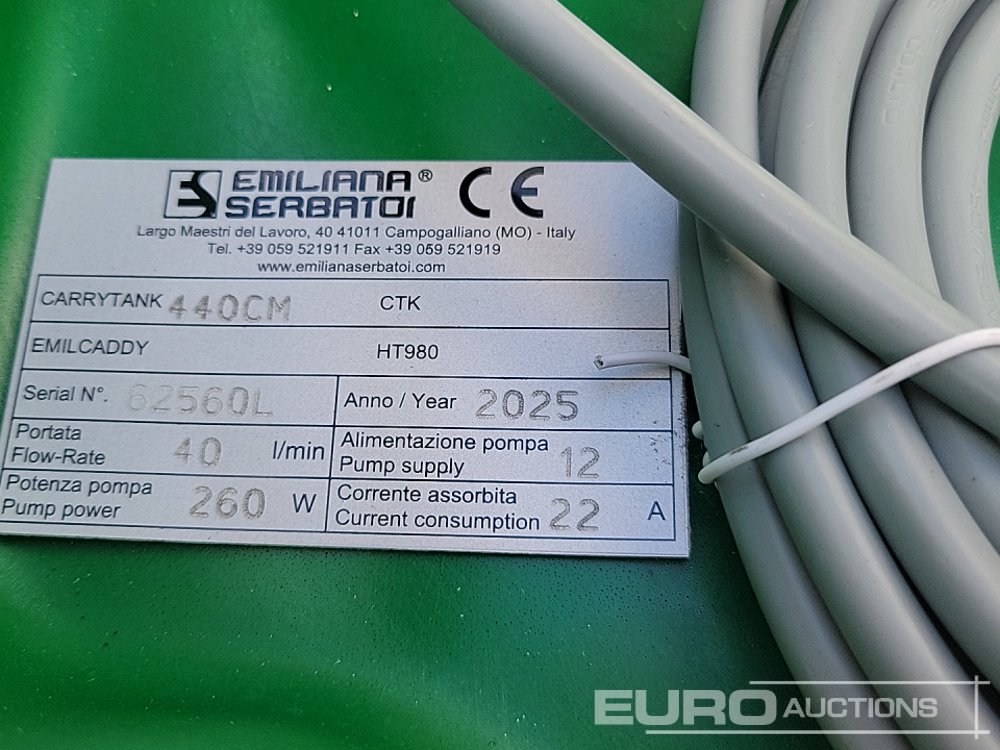 EMILIANA®
SERBATOI
CE
Largo Maestri del Lavoro, 40 41011 Campogalliano (MO) - Italy
Tel. +39 059 521911 Fax +39 059 521919
www.emilianaserbatoi.com
CARRYTANK 440CM CTK
EMILCADDY HT980
Serial N°. 62560L Anno / Year 2025
Portata
Flow-Rate 40 l/min
Alimentazione pompa
Pump supply 12
Potenza pompa
Pump power 260 W
Corrente assorbita
Current consumption 22 A
EURO AUCTIONS